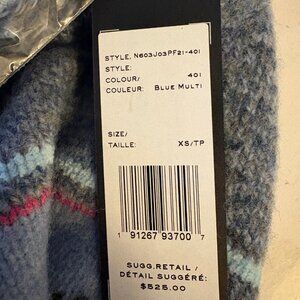 STYLE: N603J03PF21-401
STYLE:
COLOUR/ 401
COULEUR: BLUE MULTI
SIZE/
TAILLE: XS/TP
1 91267 93700 7
SUGG.RETAIL /
DÉTAIL SUGGÉRÉ:
$525.00